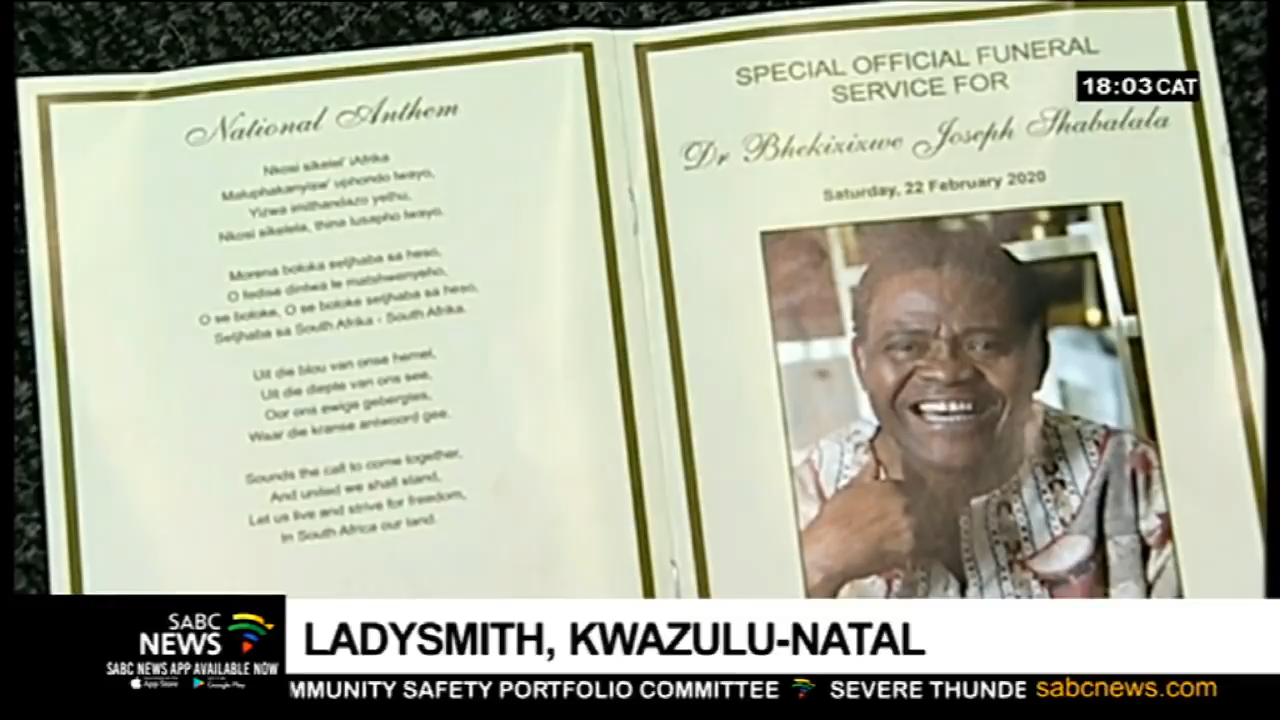 National Anthem
Nkosi sikelel' iAfrika
Maluphakanyisw' uphondo lwayo,
Yizwa imithandazo yethu,
Nkosi sikelela, thina lusapho lwayo.
Morena boloka setjhaba sa heso,
O fedise dintwa le matshwenyeho,
O se boloke, O se boloke setjhaba sa heso,
Setjhaba sa South Afrika - South Afrika.
Uit die blou van onse hemel,
Uit die diepte van ons see,
Oor ons ewige gebergtes,
Waar die kranse antwoord gee.
Sounds the call to come together,
And united we shall stand,
Let us live and strive for freedom,
In South Africa our land.
SPECIAL OFFICIAL FUNERAL
SERVICE FOR
Dr Bhekizizwe Joseph Shabalala
Saturday, 22 February 2020
18:03 CAT
SABC
NEWS
SABC NEWS APP AVAILABLE NOW
App Store Google Play
LADYSMITH, KWAZULU-NATAL
MMUNITY SAFETY PORTFOLIO COMMITTEE SEVERE THUNDE sabcnews.com